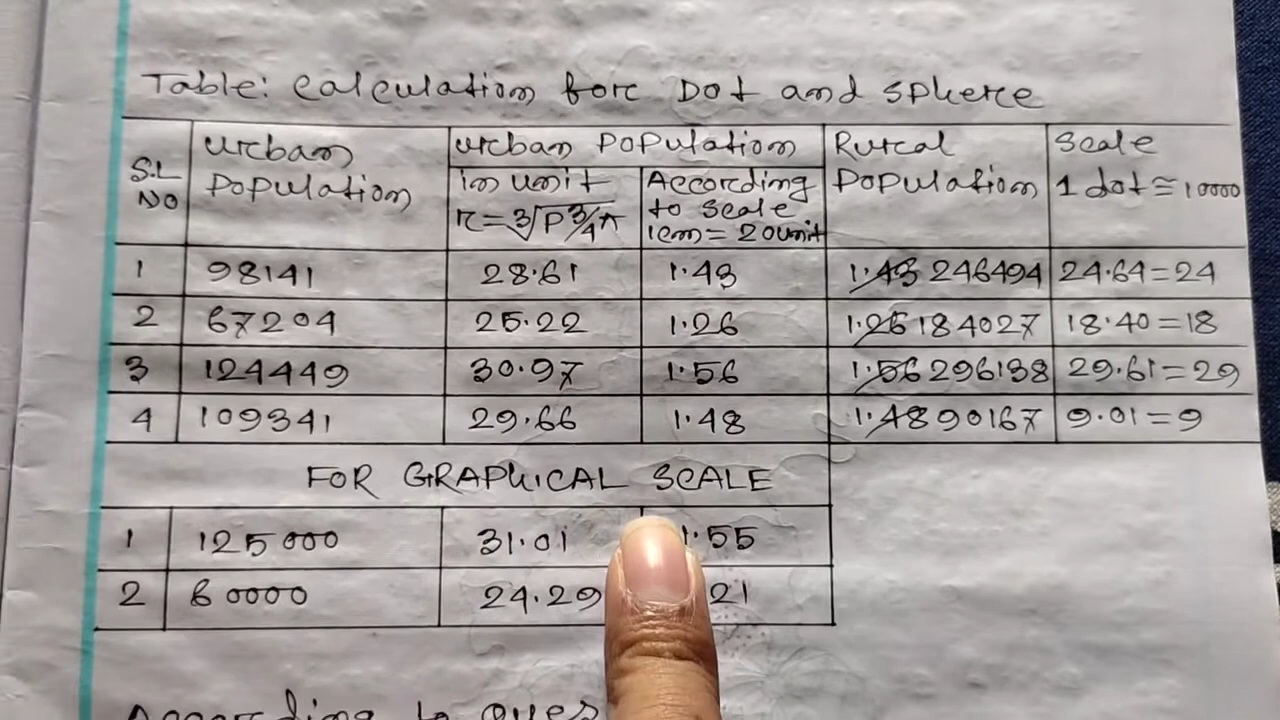 Table: Calculation for Dot and Sphere
S.L NO Urban Population Urban Population Rural Population Scale 1 dot ≅ 10000
in unit r = ∛P 3/4π According to Scale 1cm = 20unit
1 98141 28.61 1.43 1.43 246494 24.64 = 24
2 67204 25.22 1.26 1.26 184027 18.40 = 18
3 124449 30.97 1.56 1.56 296138 29.61 = 29
4 109341 29.66 1.48 1.48 90167 9.01 = 9
FOR GRAPHICAL SCALE
1 125000 31.01 1.55
2 60000 24.29 21
According to